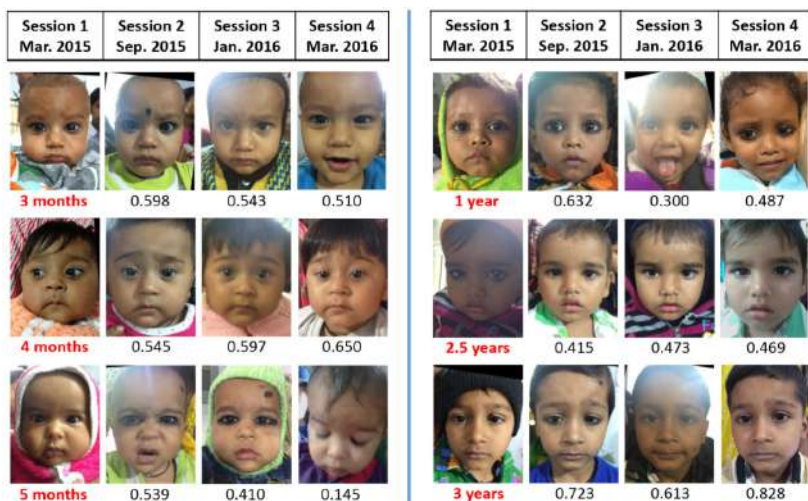 Session 1 Session 2 Session 3 Session 4
Mar. 2015 Sep. 2015 Jan. 2016 Mar. 2016
3 months 0.598 0.543 0.510
4 months 0.545 0.597 0.650
5 months 0.539 0.410 0.145
Session 1 Session 2 Session 3 Session 4
Mar. 2015 Sep. 2015 Jan. 2016 Mar. 2016
1 year 0.632 0.300 0.487
2.5 years 0.415 0.473 0.469
3 years 0.723 0.613 0.828